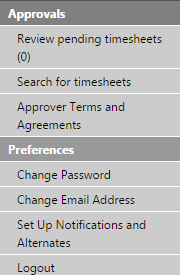 Approvals
Review pending timesheets
(0)
Search for timesheets
Approver Terms and
Agreements
Preferences
Change Password
Change Email Address
Set Up Notifications and
Alternates
Logout